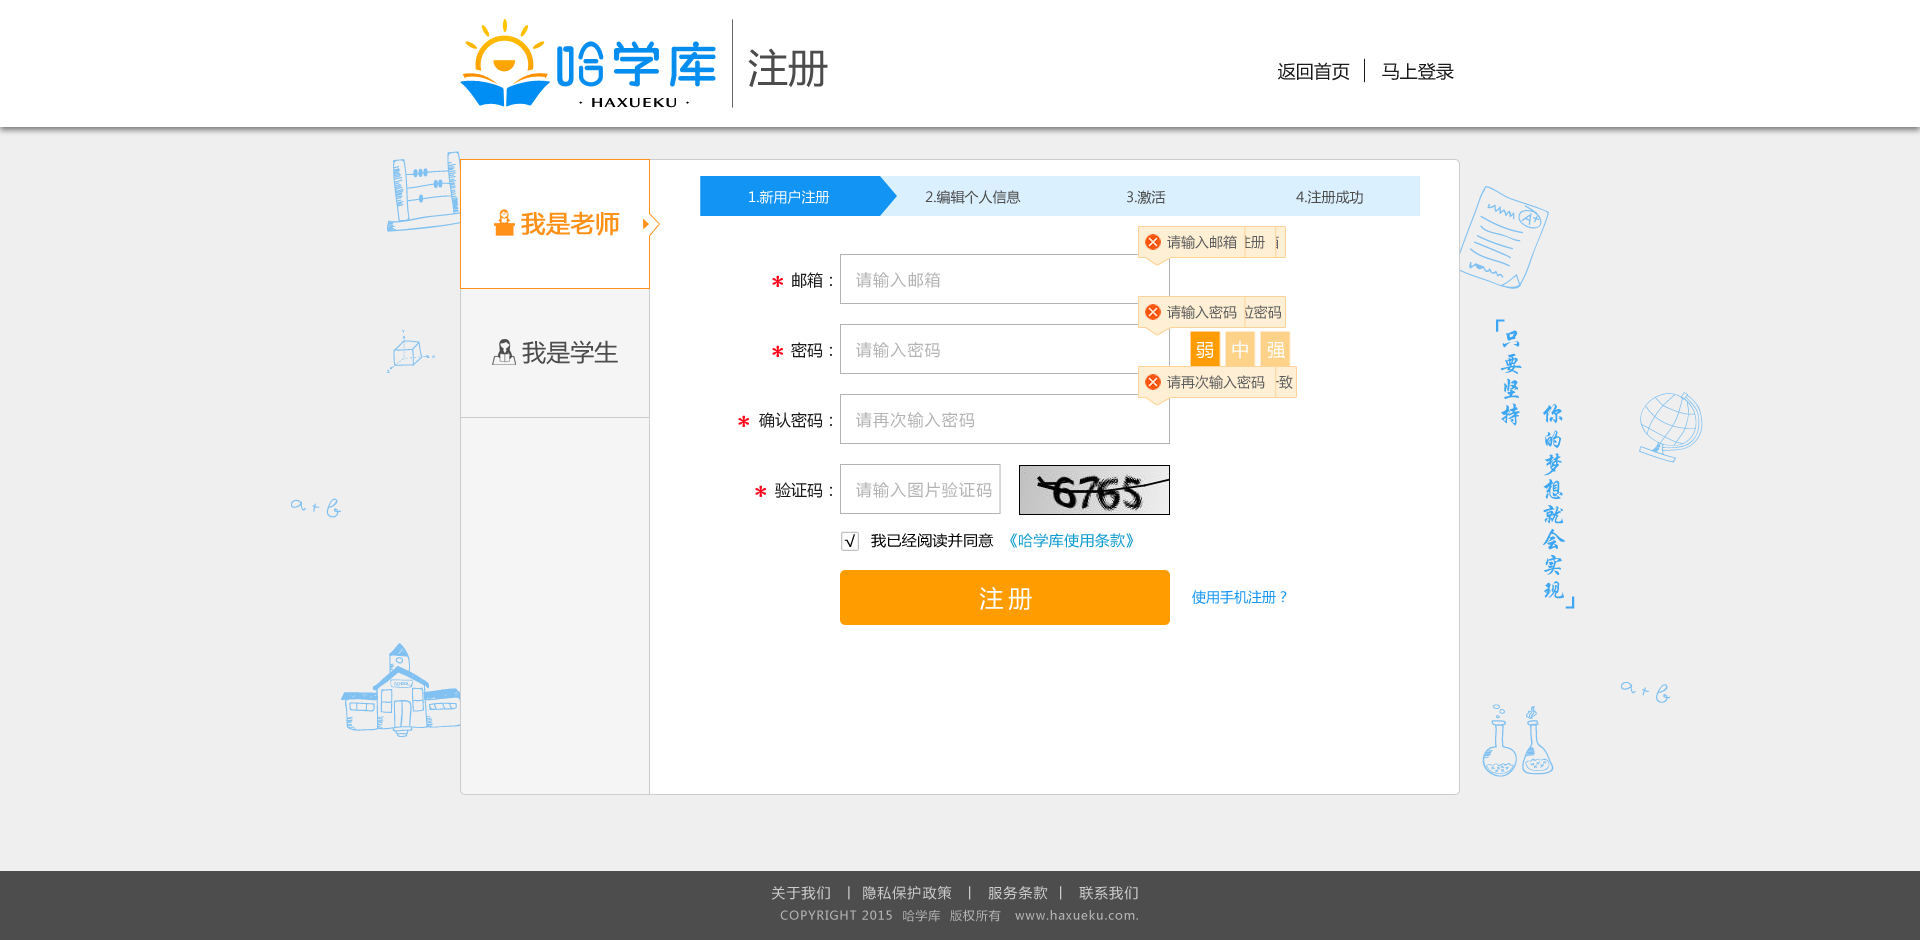 哈学库
· HAXUEKU ·
注册
返回首页 | 马上登录
我是老师
我是学生
1.新用户注册 2.编辑个人信息 3.激活 4.注册成功
请输入邮箱 注册
* 邮箱： 请输入邮箱
请输入密码 位密码
* 密码： 请输入密码 弱 中 强
请再次输入密码 一致
* 确认密码： 请再次输入密码
* 验证码： 请输入图片验证码 6765
√ 我已经阅读并同意 《哈学库使用条款》
注册 使用手机注册？
「只要坚持
你的梦想就会实现」
A+
a+b
a+b
关于我们 | 隐私保护政策 | 服务条款 | 联系我们
COPYRIGHT 2015 哈学库 版权所有 www.haxueku.com.